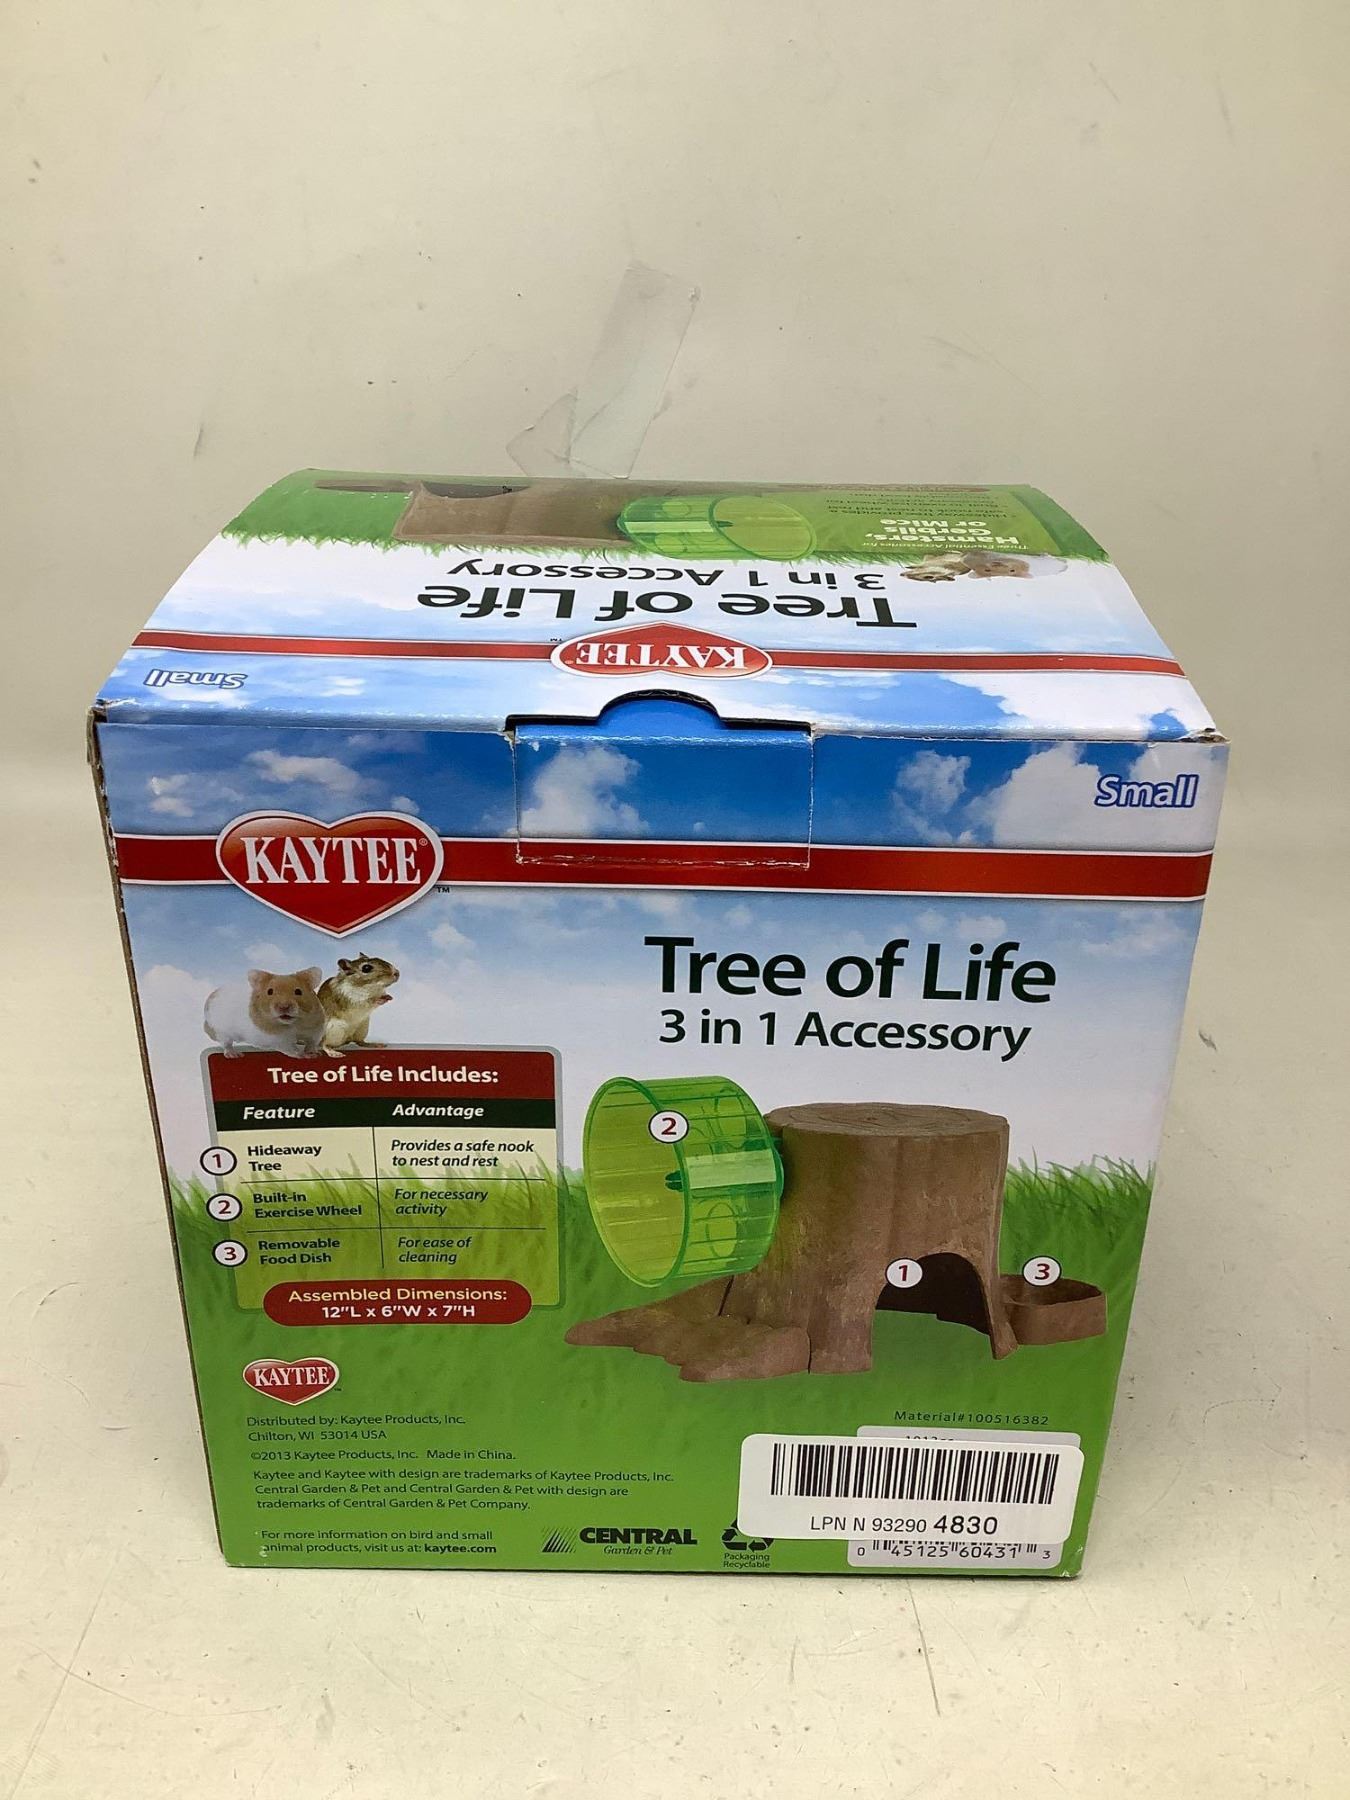 Three Essential Accessories for
Hamsters,
Gerbils
or Mice
3 in 1 Accessory
Tree of Life
KAYTEE®
™
Small
Small
KAYTEE®
™
Tree of Life
3 in 1 Accessory
Tree of Life Includes:
Feature Advantage
1 Hideaway Tree Provides a safe nook to nest and rest
2 Built-in Exercise Wheel For necessary activity
3 Removable Food Dish For ease of cleaning
Assembled Dimensions:
12"L x 6"W x 7"H
2
1
3
KAYTEE
Distributed by: Kaytee Products, Inc.
Chilton, WI 53014 USA
©2013 Kaytee Products, Inc. Made in China.
Kaytee and Kaytee with design are trademarks of Kaytee Products, Inc.
Central Garden & Pet and Central Garden & Pet with design are
trademarks of Central Garden & Pet Company.
For more information on bird and small
animal products, visit us at: kaytee.com
CENTRAL
Garden & Pet
Packaging
Recyclable
Material#100516382
LPN N 93290 4830
0 45125 60431 3